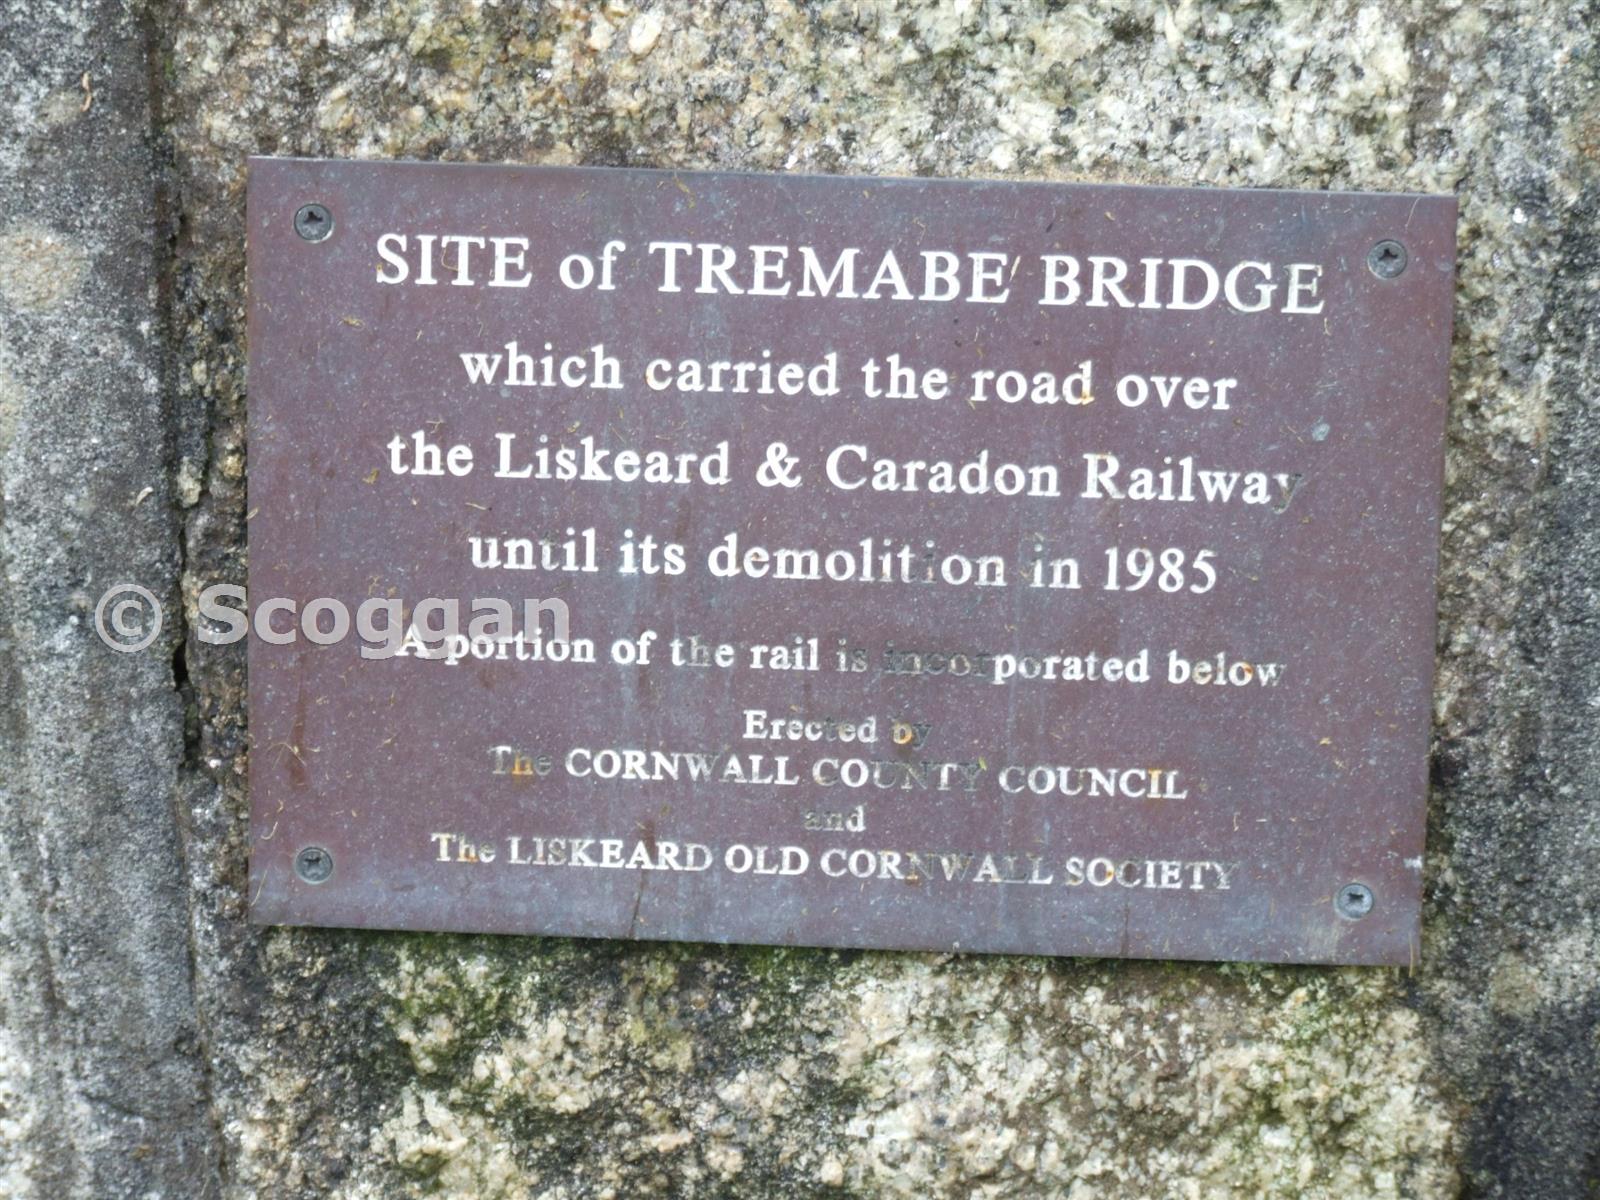 SITE of TREMABE BRIDGE
which carried the road over
the Liskeard & Caradon Railway
until its demolition in 1985
© Scoggan
A portion of the rail is incorporated below
Erected by
The CORNWALL COUNTY COUNCIL
and
The LISKEARD OLD CORNWALL SOCIETY